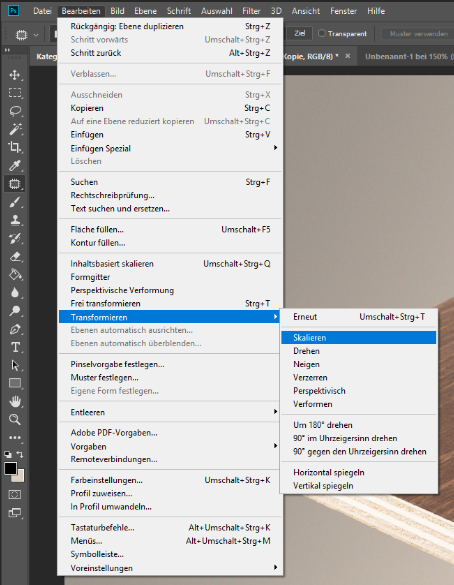 Ps Datei Bearbeiten Bild Ebene Schrift Auswahl Filter 3D Ansicht Fenster Hilfe
Ziel Transparent Muster verwenden
Kateg Kopie, RGB/8) * × Unbenannt-1 bei 150% (
Rückgängig: Ebene duplizieren Strg+Z
Schritt vorwärts Umschalt+Strg+Z
Schritt zurück Alt+Strg+Z
Verblassen... Umschalt+Strg+F
Ausschneiden Strg+X
Kopieren Strg+C
Auf eine Ebene reduziert kopieren Umschalt+Strg+C
Einfügen Strg+V
Einfügen Spezial
Löschen
Suchen Strg+F
Rechtschreibprüfung...
Text suchen und ersetzen...
Fläche füllen... Umschalt+F5
Kontur füllen...
Inhaltsbasiert skalieren Umschalt+Strg+Q
Formgitter
Perspektivische Verformung
Frei transformieren Strg+T
Transformieren
Ebenen automatisch ausrichten...
Ebenen automatisch überblenden...
Pinselvorgabe festlegen...
Muster festlegen...
Eigene Form festlegen...
Entleeren
Adobe PDF-Vorgaben...
Vorgaben
Remoteverbindungen...
Farbeinstellungen... Umschalt+Strg+K
Profil zuweisen...
In Profil umwandeln...
Tastaturbefehle... Alt+Umschalt+Strg+K
Menüs... Alt+Umschalt+Strg+M
Symbolleiste...
Voreinstellungen
Erneut Umschalt+Strg+T
Skalieren
Drehen
Neigen
Verzerren
Perspektivisch
Verformen
Um 180° drehen
90° im Uhrzeigersinn drehen
90° gegen den Uhrzeigersinn drehen
Horizontal spiegeln
Vertikal spiegeln